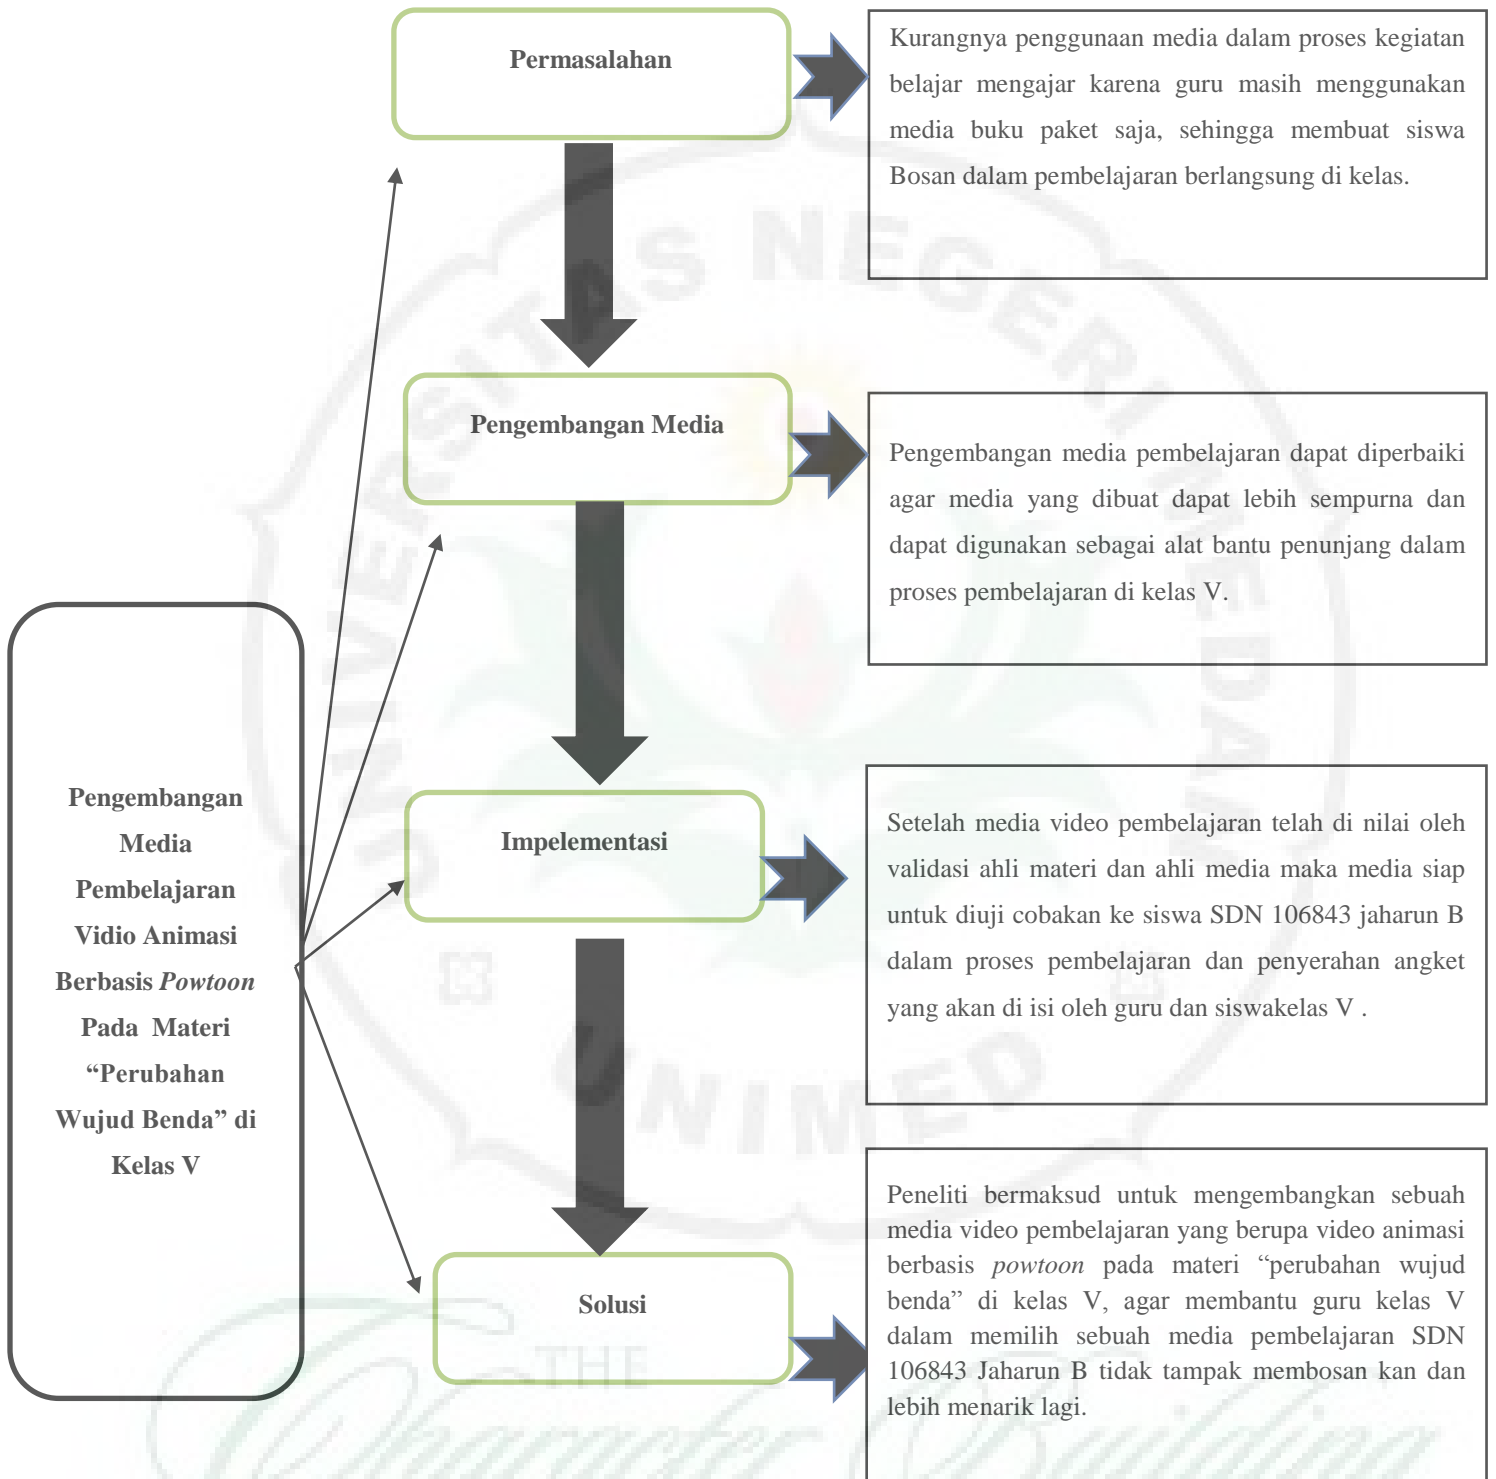 Permasalahan
Kurangnya penggunaan media dalam proses kegiatan
belajar mengajar karena guru masih menggunakan
media buku paket saja, sehingga membuat siswa
Bosan dalam pembelajaran berlangsung di kelas.
Pengembangan Media
Pengembangan media pembelajaran dapat diperbaiki
agar media yang dibuat dapat lebih sempurna dan
dapat digunakan sebagai alat bantu penunjang dalam
proses pembelajaran di kelas V.
Pengembangan
Media
Pembelajaran
Vidio Animasi
Berbasis Powtoon
Pada Materi
“Perubahan
Wujud Benda” di
Kelas V
Impelementasi
Setelah media video pembelajaran telah di nilai oleh
validasi ahli materi dan ahli media maka media siap
untuk diuji cobakan ke siswa SDN 106843 jaharun B
dalam proses pembelajaran dan penyerahan angket
yang akan di isi oleh guru dan siswakelas V .
Solusi
Peneliti bermaksud untuk mengembangkan sebuah
media video pembelajaran yang berupa video animasi
berbasis powtoon pada materi “perubahan wujud
benda” di kelas V, agar membantu guru kelas V
dalam memilih sebuah media pembelajaran SDN
106843 Jaharun B tidak tampak membosan kan dan
lebih menarik lagi.
UNIVERSITAS NEGERI MEDAN
UNIMED
THE
Character Building